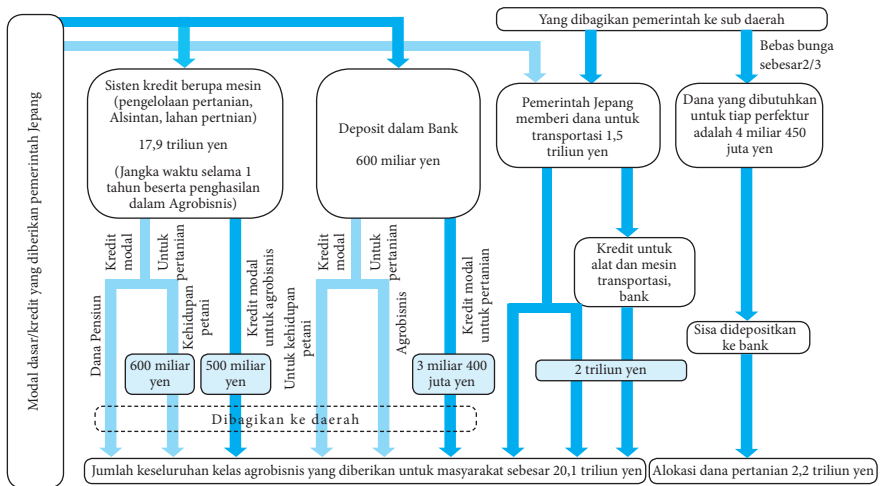 Modal dasar/kredit yang diberikan pemerintah Jepang
Yang dibagikan pemerintah ke sub daerah
Bebas bunga
sebesar2/3
Sisten kredit berupa mesin
(pengelolaan pertanian,
Alsintan, lahan pertnian)
17,9 triliun yen
(Jangka waktu selama 1
tahun beserta penghasilan
dalam Agrobisnis)
Deposit dalam Bank
600 miliar yen
Pemerintah Jepang
memberi dana untuk
transportasi 1,5
triliun yen
Dana yang dibutuhkan
untuk tiap perfektur
adalah 4 miliar 450
juta yen
Kredit
modal
Untuk
pertanian
Dana Pensiun
Kehidupan
petani
Kredit modal
untuk agrobisnis
Kredit
modal
Untuk
pertanian
Untuk kehidupan
petani
Agrobisnis
Kredit modal
untuk pertanian
Kredit untuk
alat dan mesin
transportasi,
bank
Sisa didepositkan
ke bank
600 miliar
yen
500 miliar
yen
3 miliar 400
juta yen
2 triliun yen
Dibagikan ke daerah
Jumlah keseluruhan kelas agrobisnis yang diberikan untuk masyarakat sebesar 20,1 triliun yen
Alokasi dana pertanian 2,2 triliun yen